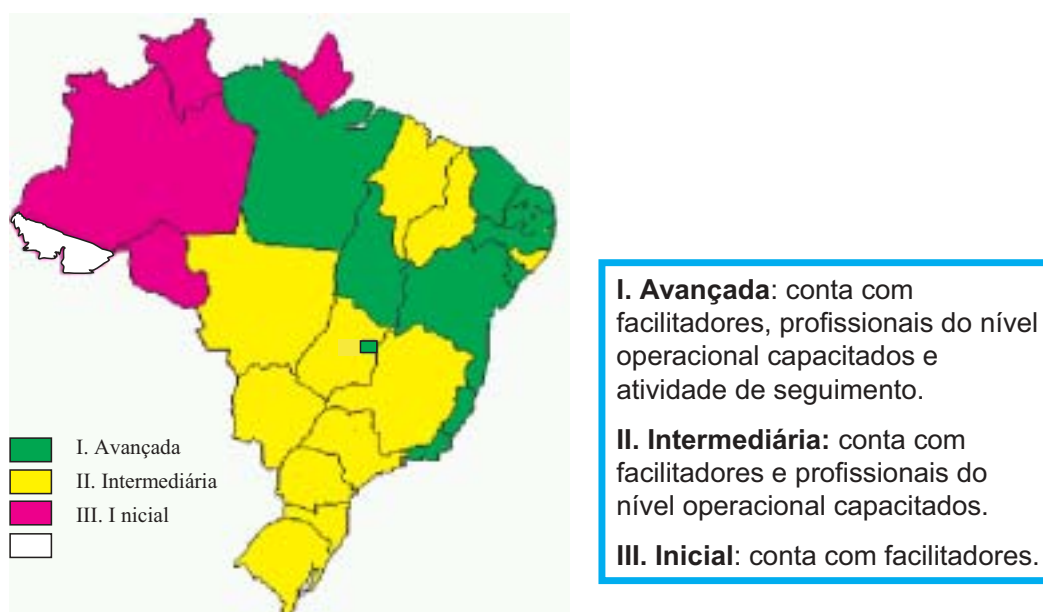 I. Avançada
II. Intermediária
III. I nicial
I. Avançada: conta com
facilitadores, profissionais do nível
operacional capacitados e
atividade de seguimento.
II. Intermediária: conta com
facilitadores e profissionais do
nível operacional capacitados.
III. Inicial: conta com facilitadores.